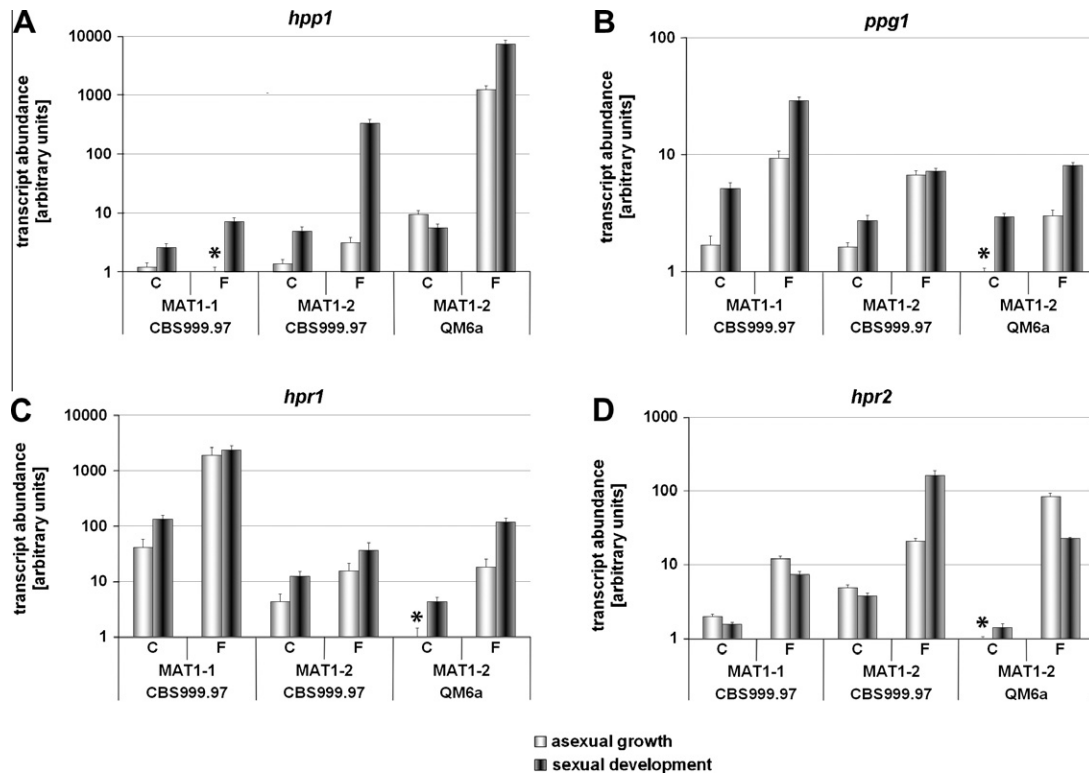 A
hpp1
transcript abundance
[arbitrary units]
10000
1000
100
10
1
*
C F C F C F
MAT1-1 MAT1-2 MAT1-2
CBS999.97 CBS999.97 QM6a
B
ppg1
transcript abundance
[arbitrary units]
100
10
1
*
C F C F C F
MAT1-1 MAT1-2 MAT1-2
CBS999.97 CBS999.97 QM6a
C
hpr1
transcript abundance
[arbitrary units]
10000
1000
100
10
1
*
C F C F C F
MAT1-1 MAT1-2 MAT1-2
CBS999.97 CBS999.97 QM6a
D
hpr2
transcript abundance
[arbitrary units]
1000
100
10
1
*
C F C F C F
MAT1-1 MAT1-2 MAT1-2
CBS999.97 CBS999.97 QM6a
asexual growth
sexual development